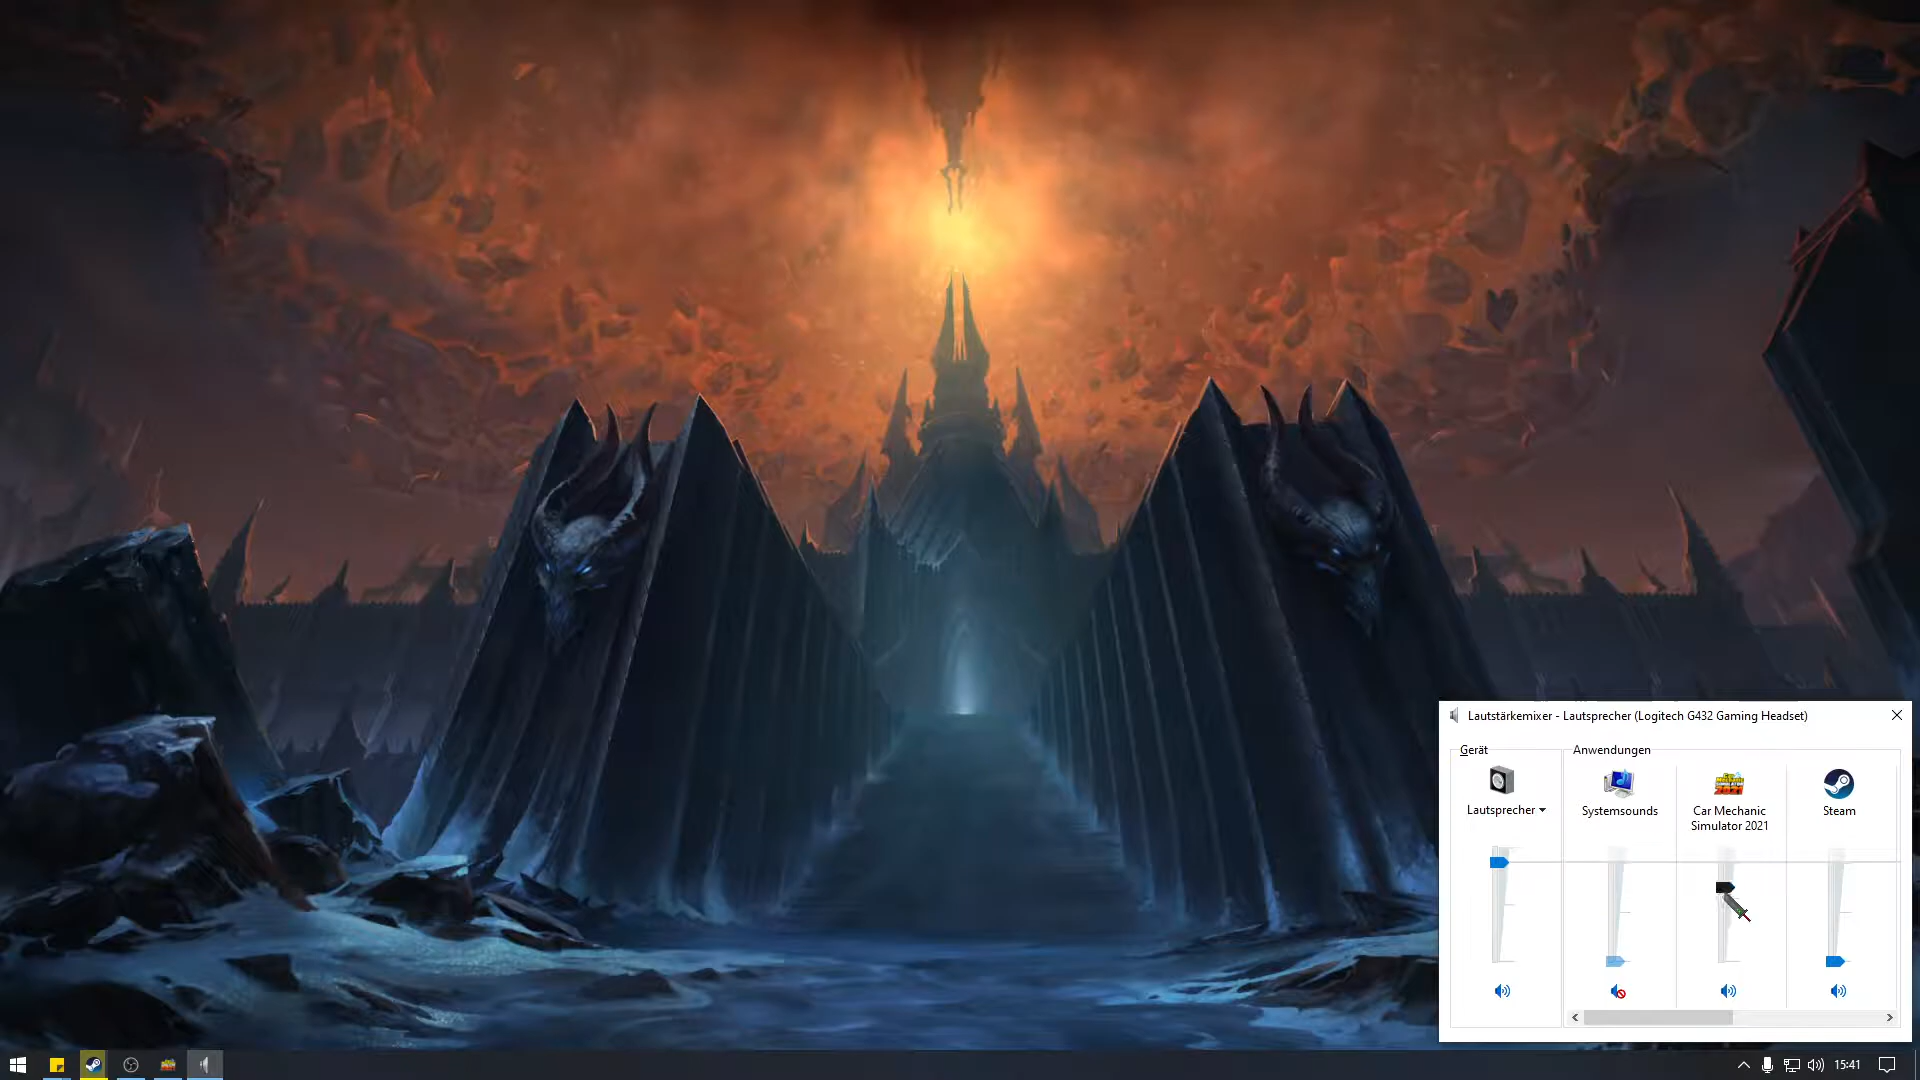 Lautstärkemixer - Lautsprecher (Logitech G432 Gaming Headset)
Gerät
Anwendungen
Lautsprecher
Systemsounds
Car Mechanic
Simulator 2021
Steam
15:41